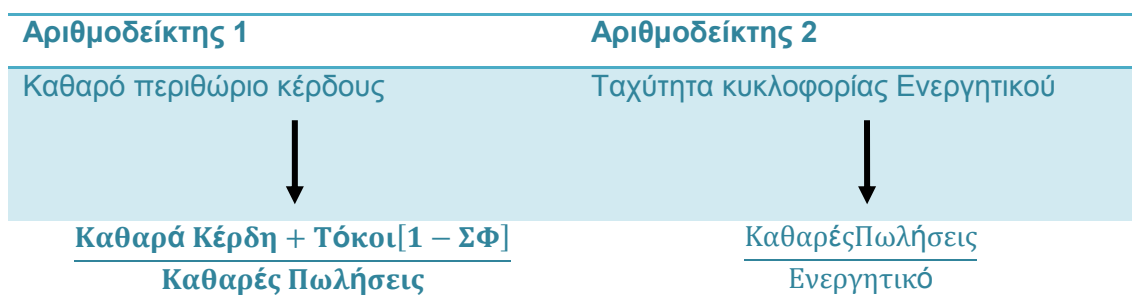 Αριθμοδείκτης 1 Αριθμοδείκτης 2
Καθαρό περιθώριο κέρδους Ταχύτητα κυκλοφορίας Ενεργητικού
Καθαρά Κέρδη + Τόκοι[1 − ΣΦ] ΚαθαρέςΠωλήσεις
Καθαρές Πωλήσεις Ενεργητικό